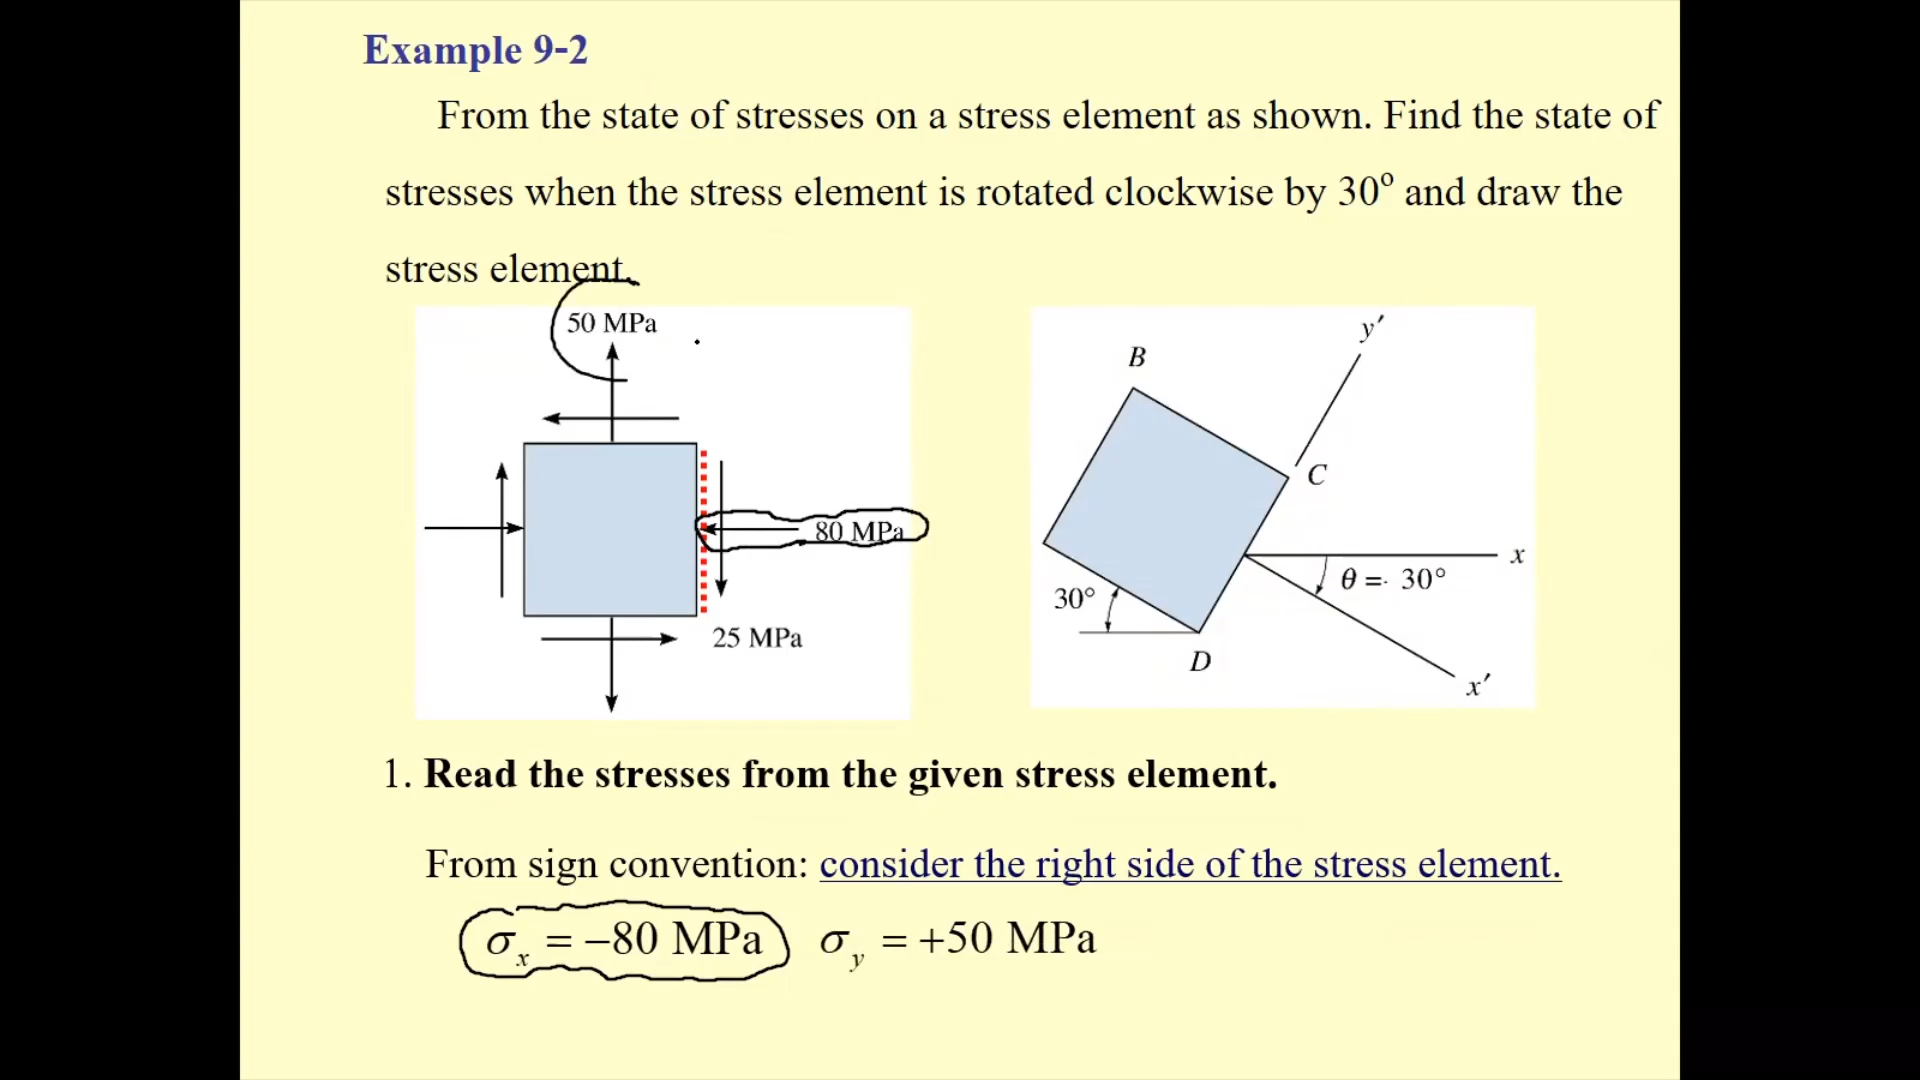 Example 9-2
From the state of stresses on a stress element as shown. Find the state of
stresses when the stress element is rotated clockwise by 30° and draw the
stress element.
50 MPa
80 MPa
25 MPa
y′
B
C
x
θ =- 30°
30°
D
x′
1. Read the stresses from the given stress element.
From sign convention: consider the right side of the stress element.
σx = −80 MPa σy = +50 MPa